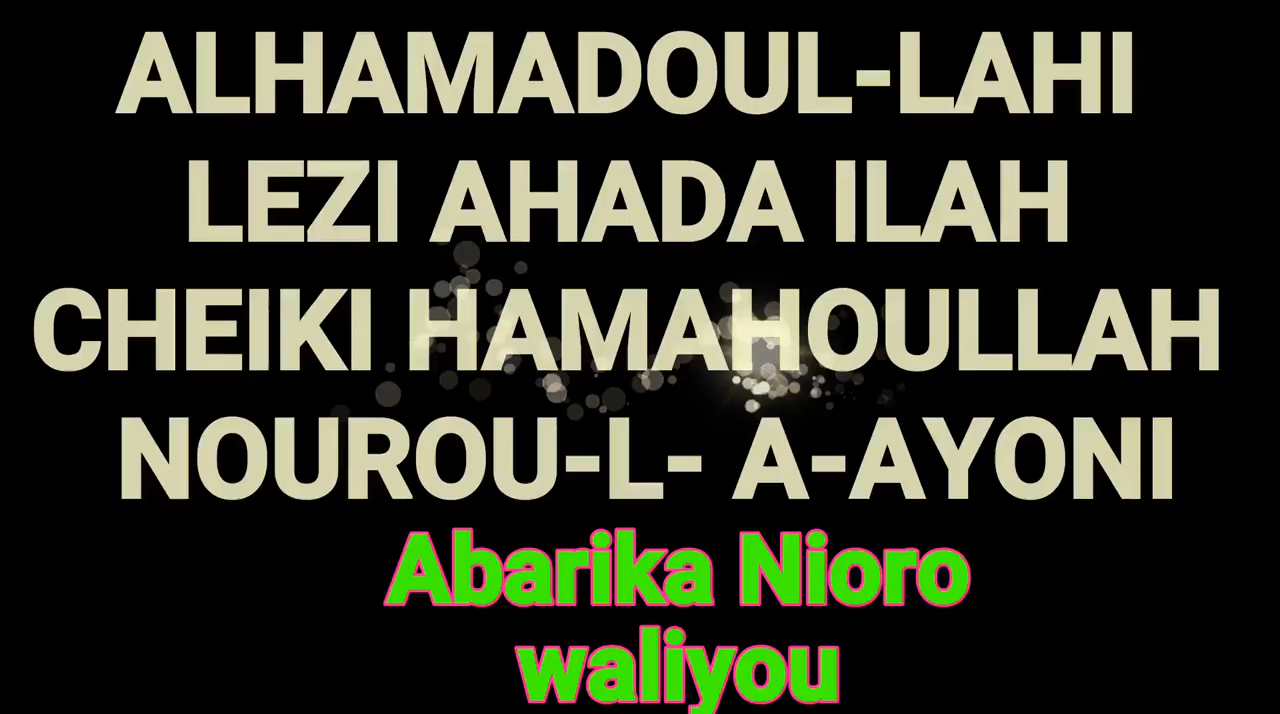 ALHAMADOUL-LAHI
LEZI AHADA ILAH
CHEIKI HAMAHOULLAH
NOUROU-L- A-AYONI
Abarika Nioro
waliyou